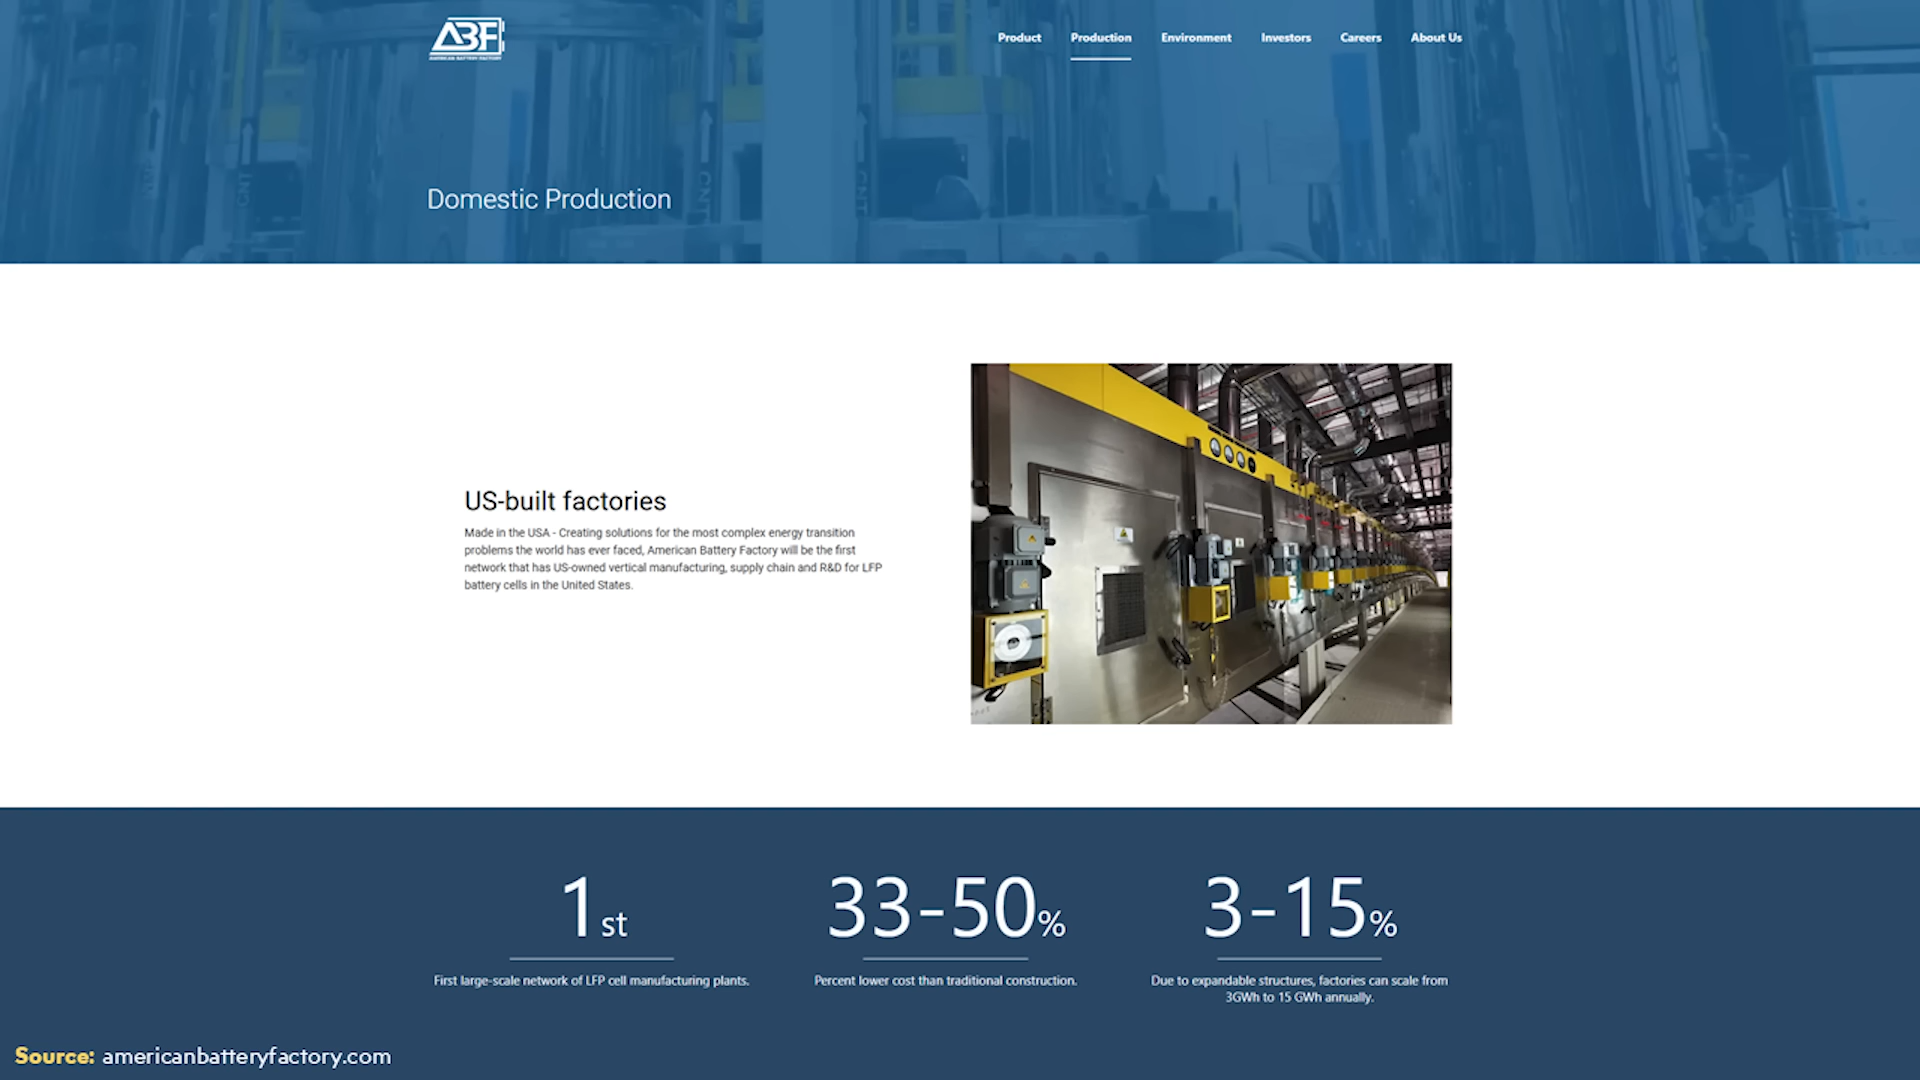 ABF
AMERICAN BATTERY FACTORY
Product Production Environment Investors Careers About Us
CNT
Domestic Production
US-built factories
Made in the USA - Creating solutions for the most complex energy transition
problems the world has ever faced, American Battery Factory will be the first
network that has US-owned vertical manufacturing, supply chain and R&D for LFP
battery cells in the United States.
1st
First large-scale network of LFP cell manufacturing plants.
33-50%
Percent lower cost than traditional construction.
3-15%
Due to expandable structures, factories can scale from
3GWh to 15 GWh annually.
Source: americanbatteryfactory.com